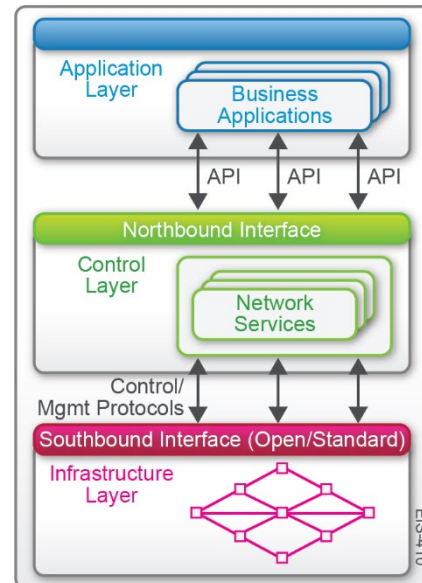 Application
Layer
Business
Applications
API
API
API
Northbound Interface
Control
Layer
Network
Services
Control/
Mgmt Protocols
Southbound Interface (Open/Standard)
Infrastructure
Layer